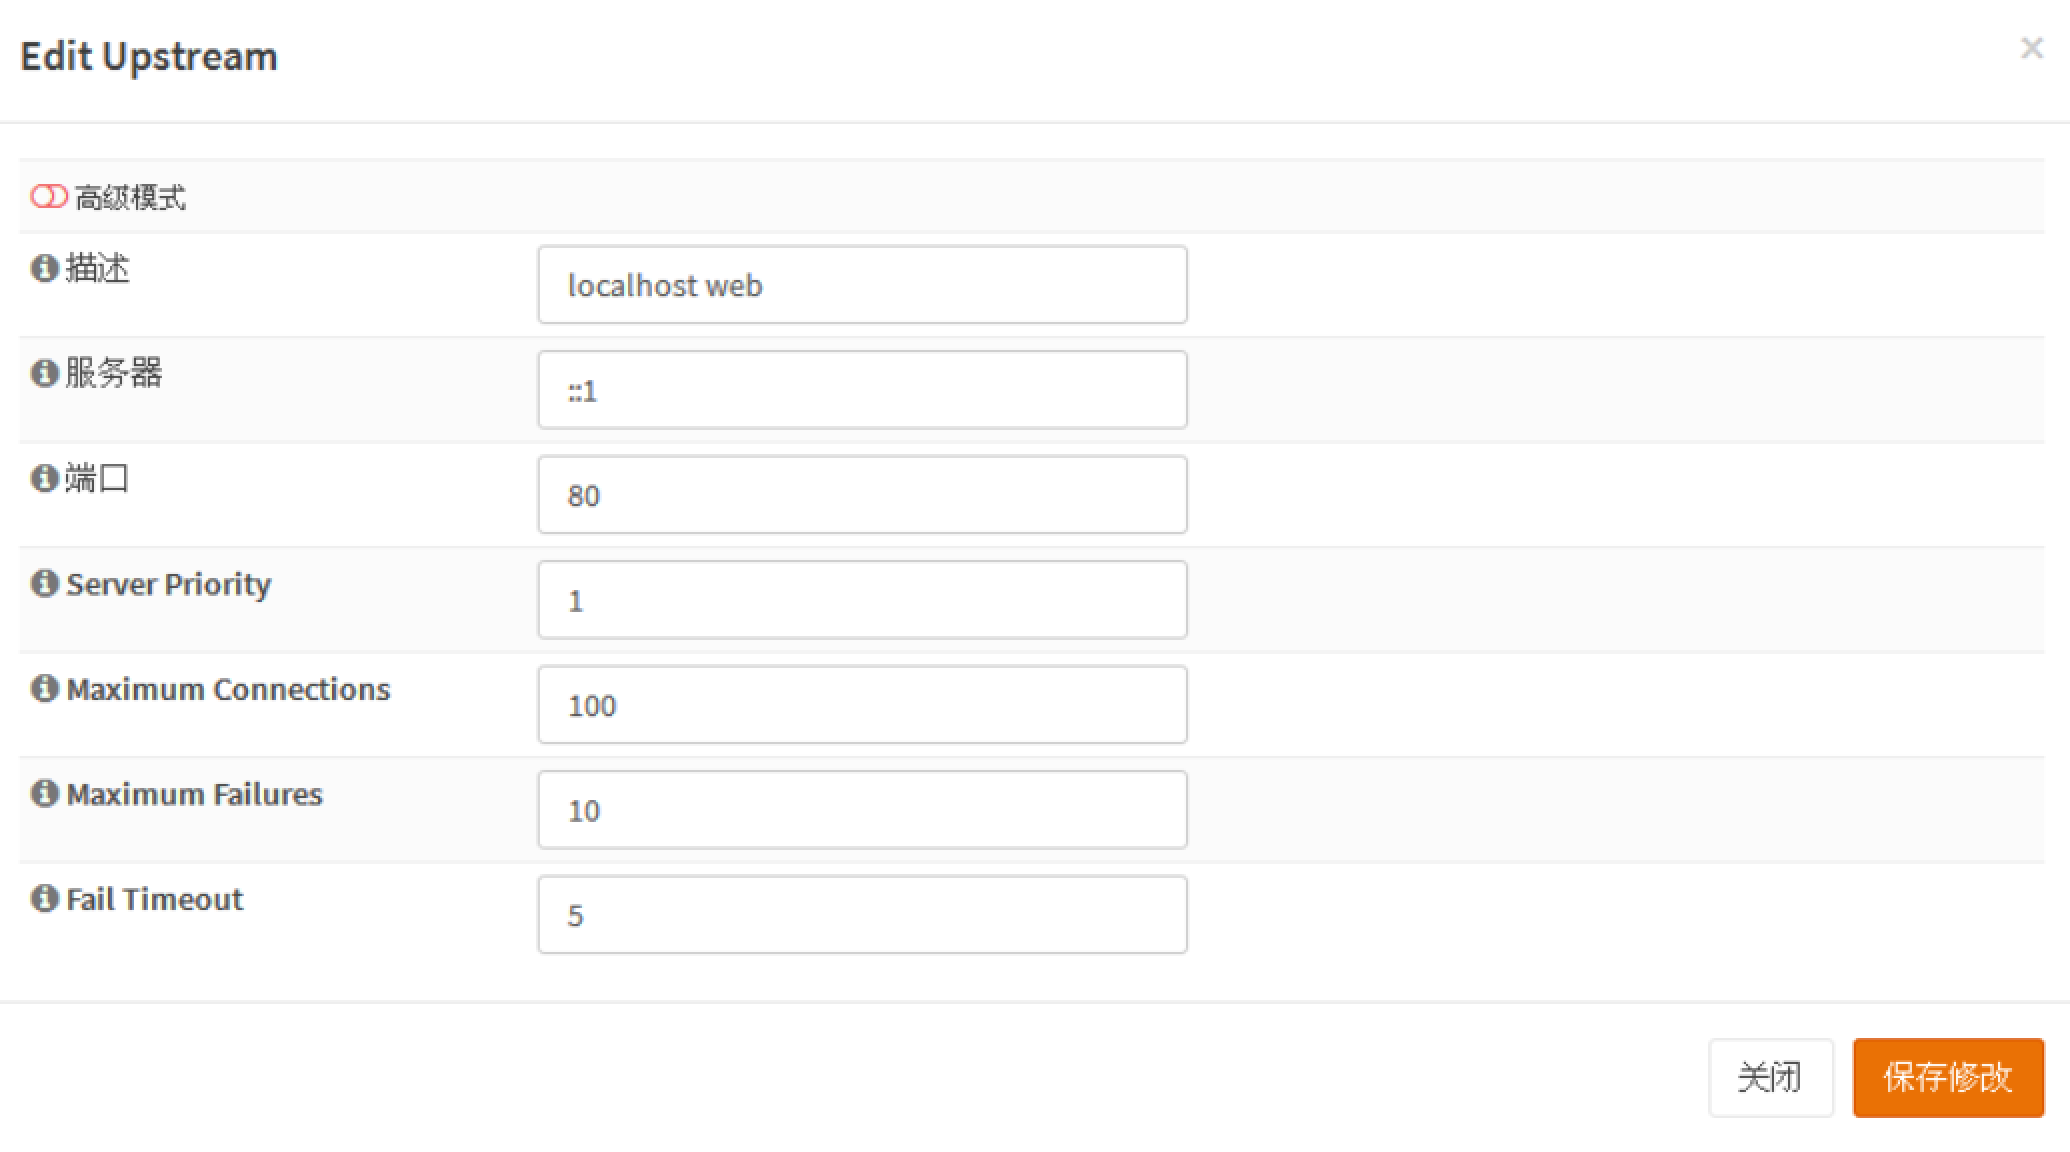 Edit Upstream
×
高级模式
描述
localhost web
服务器
::1
端口
80
Server Priority
1
Maximum Connections
100
Maximum Failures
10
Fail Timeout
5
关闭
保存修改